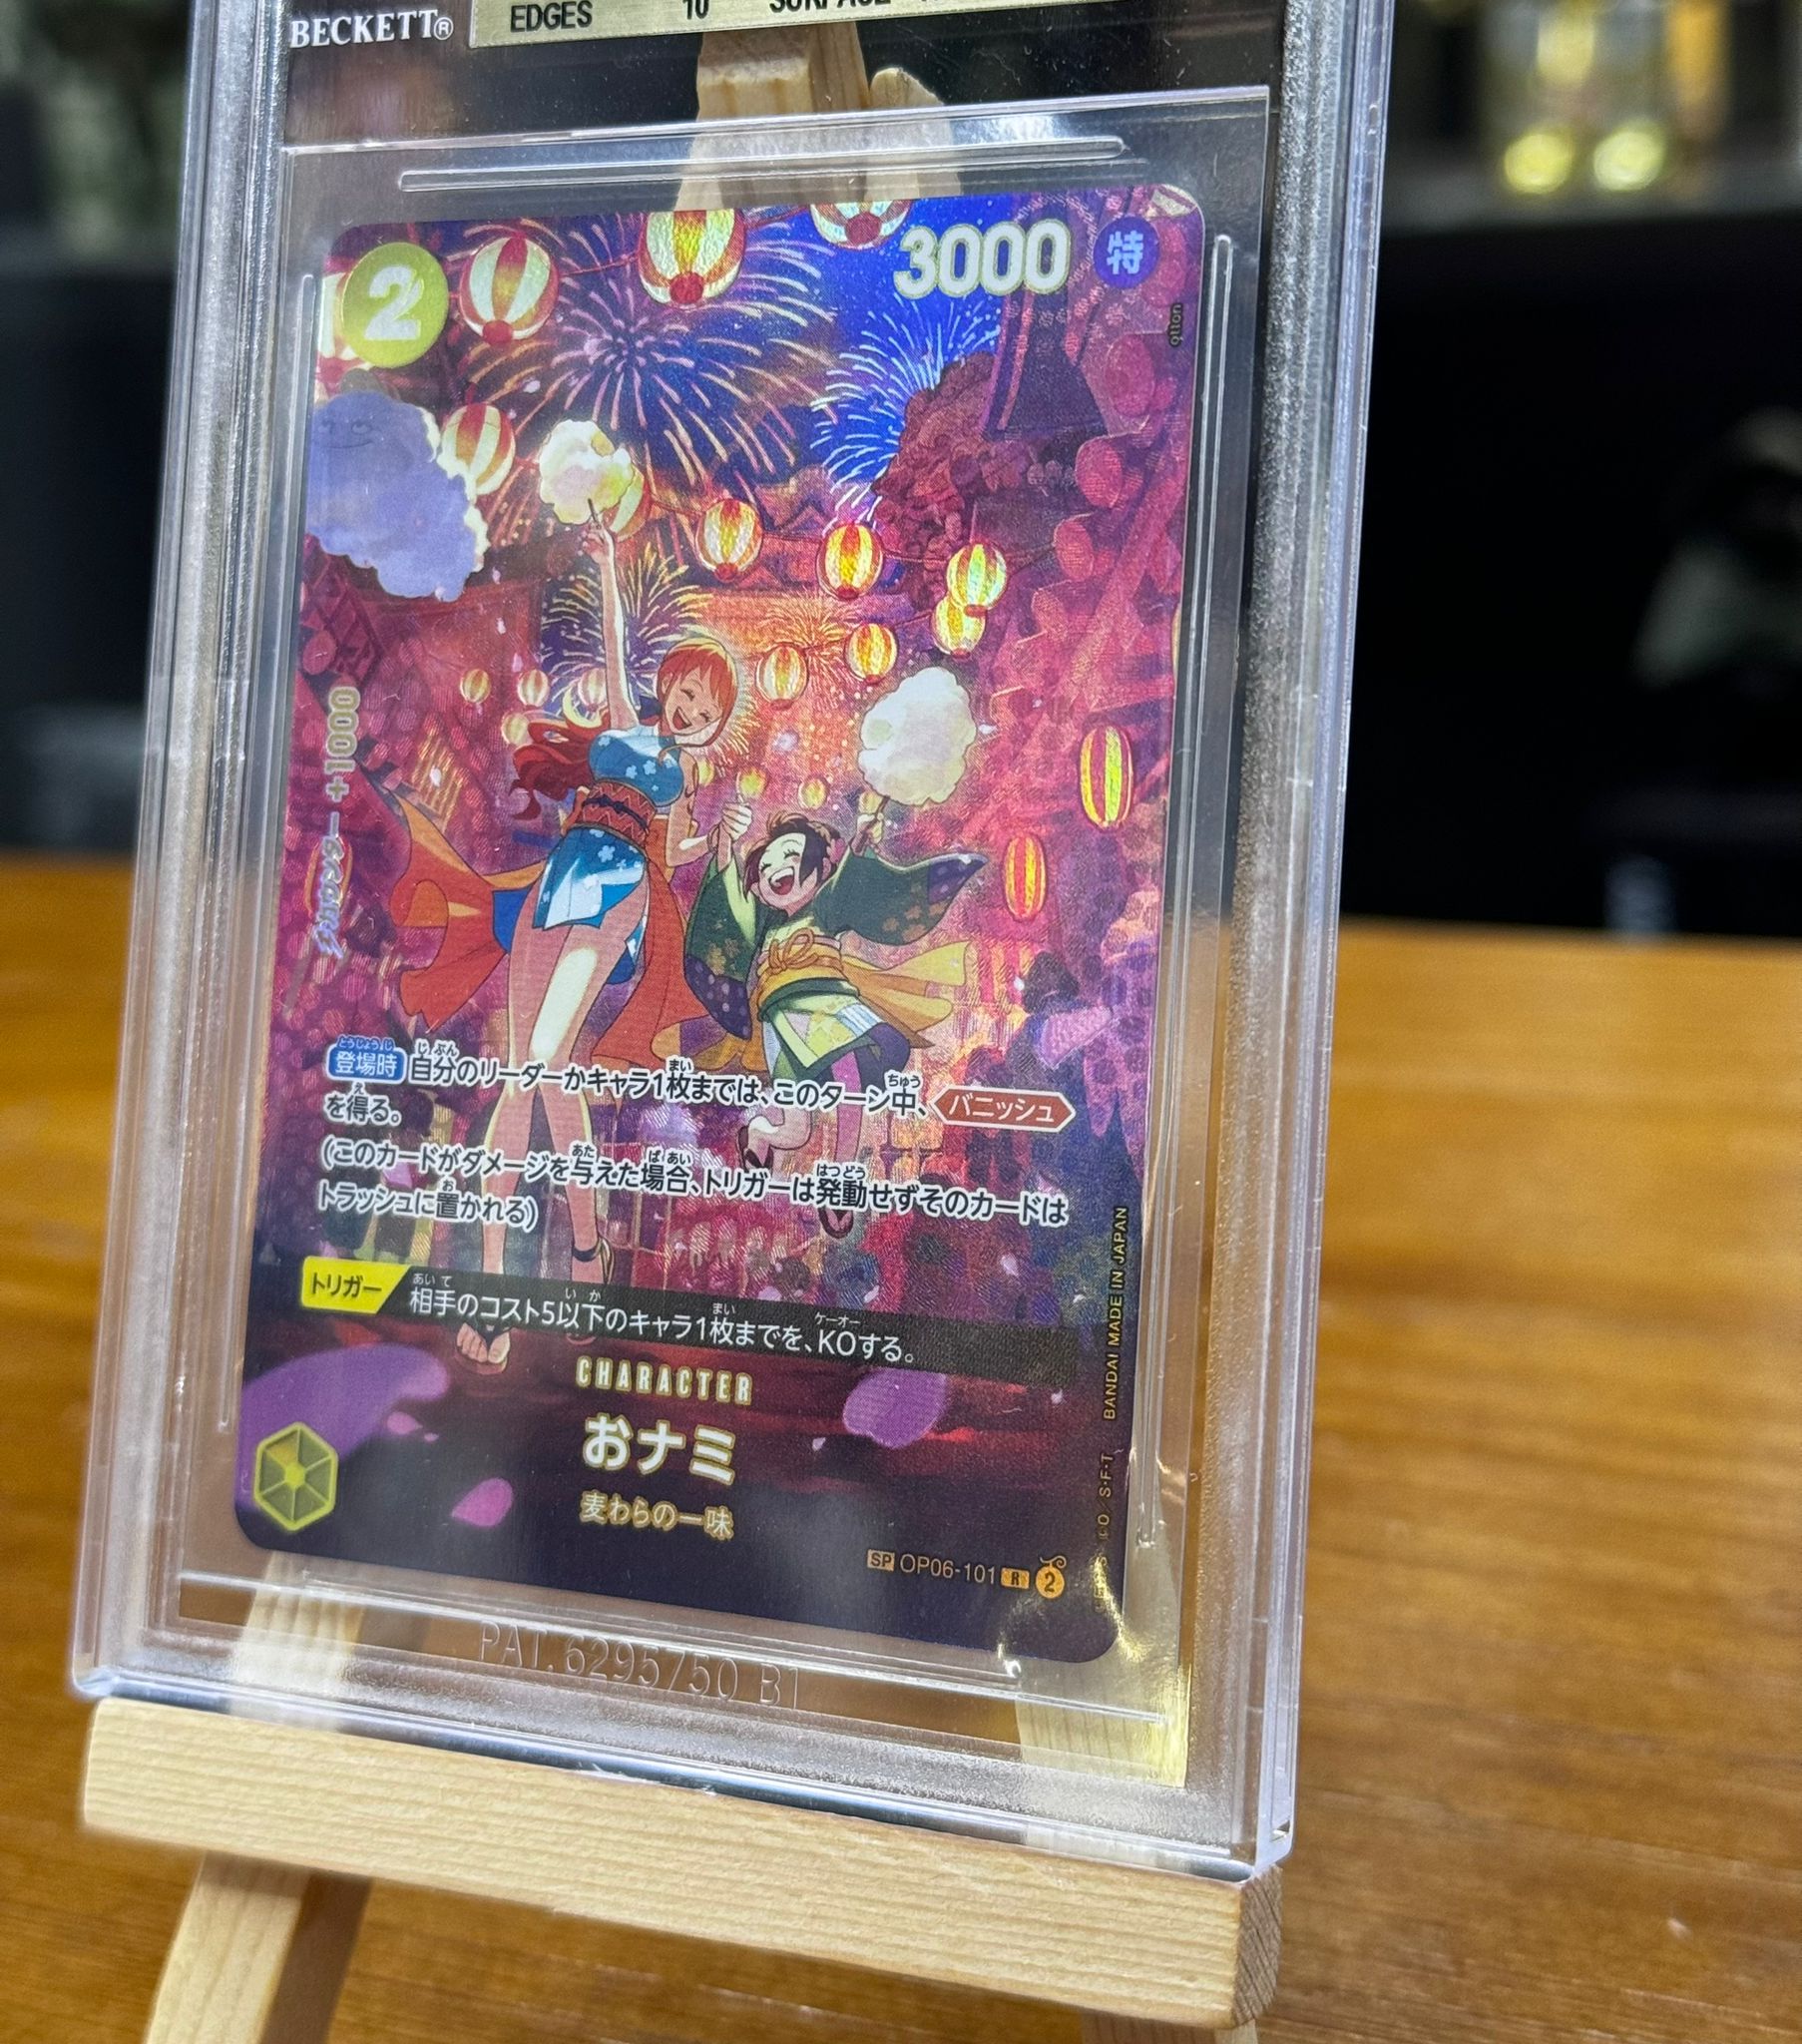 BECKETT®
EDGES 10 SURFACE
2
3000 特
otton
カウンター +1000
登場時 自分のリーダーかキャラ1枚までは、このターン中、バニッシュ
を得る。
(このカードがダメージを与えた場合、トリガーは発動せずそのカードは
トラッシュに置かれる)
トリガー 相手のコスト5以下のキャラ1枚までを、KOする。
CHARACTER
おナミ
麦わらの一味
SP OP06-101 R 2
BANDAI MADE IN JAPAN
PAT.6295750 B1